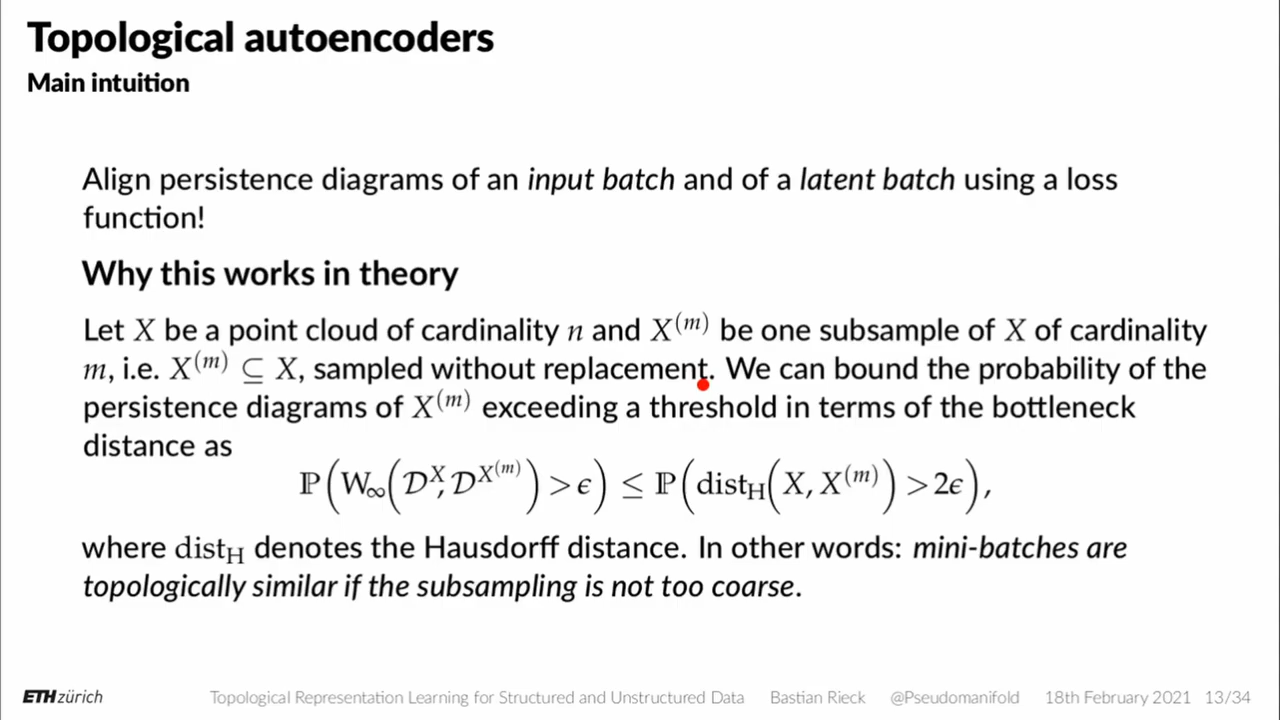 Topological autoencoders
Main intuition
Align persistence diagrams of an input batch and of a latent batch using a loss
function!
Why this works in theory
Let X be a point cloud of cardinality n and X⁽ᵐ⁾ be one subsample of X of cardinality
m, i.e. X⁽ᵐ⁾ ⊆ X, sampled without replacement. We can bound the probability of the
persistence diagrams of X⁽ᵐ⁾ exceeding a threshold in terms of the bottleneck
distance as
ℙ(W∞(𝒟^X, 𝒟^X⁽ᵐ⁾) > ϵ) ≤ ℙ(dist_H(X, X⁽ᵐ⁾) > 2ϵ),
where dist_H denotes the Hausdorff distance. In other words: mini-batches are
topologically similar if the subsampling is not too coarse.
ETH zürich Topological Representation Learning for Structured and Unstructured Data Bastian Rieck @Pseudomanifold 18th February 2021 13/34